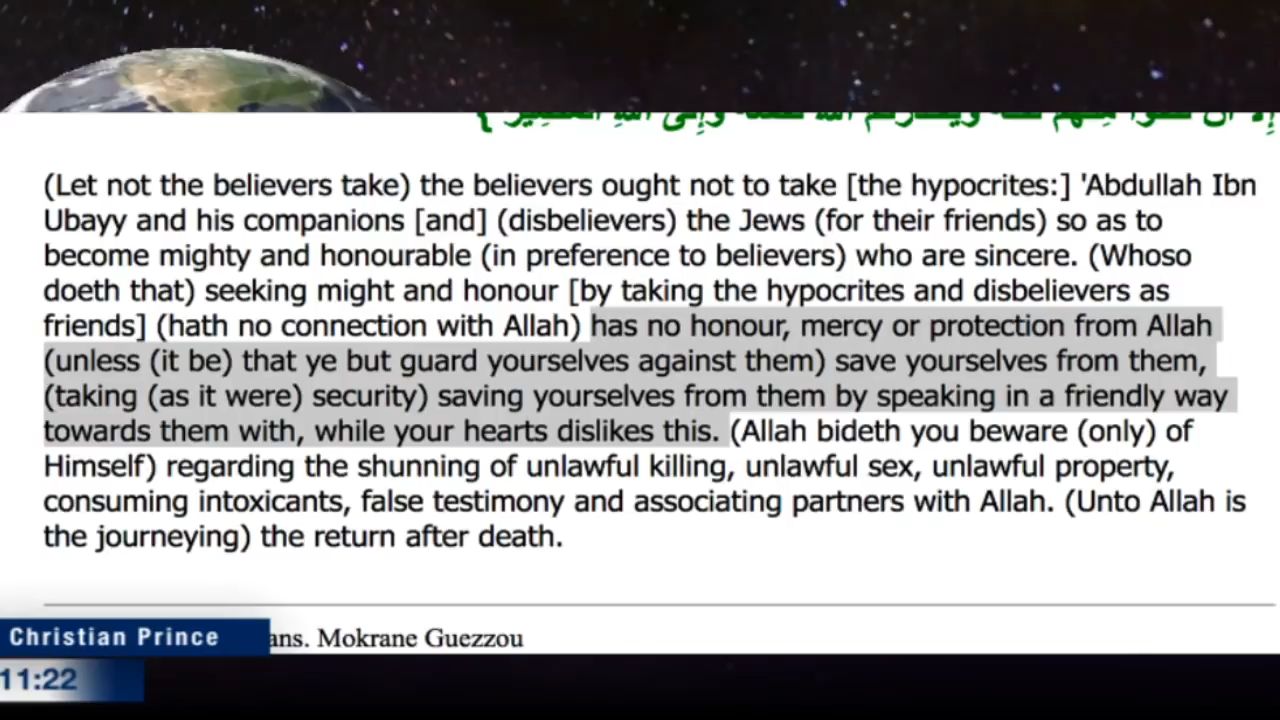 (Let not the believers take) the believers ought not to take [the hypocrites:] 'Abdullah Ibn
Ubayy and his companions [and] (disbelievers) the Jews (for their friends) so as to
become mighty and honourable (in preference to believers) who are sincere. (Whoso
doeth that) seeking might and honour [by taking the hypocrites and disbelievers as
friends] (hath no connection with Allah) has no honour, mercy or protection from Allah
(unless (it be) that ye but guard yourselves against them) save yourselves from them,
(taking (as it were) security) saving yourselves from them by speaking in a friendly way
towards them with, while your hearts dislikes this. (Allah bideth you beware (only) of
Himself) regarding the shunning of unlawful killing, unlawful sex, unlawful property,
consuming intoxicants, false testimony and associating partners with Allah. (Unto Allah is
the journeying) the return after death.
Christian Prince
ans. Mokrane Guezzou
11:22